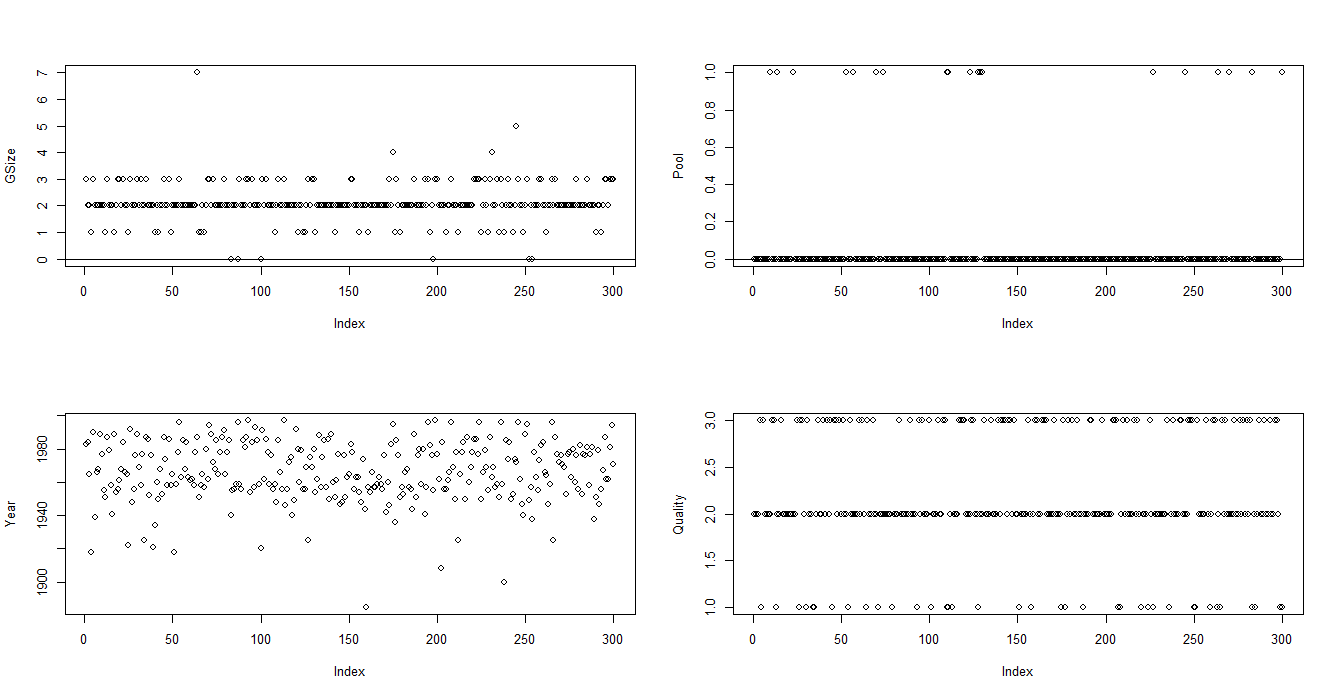 GSize
7
6
5
4
3
2
1
0
0 50 100 150 200 250 300
Index
Pool
1.0
0.8
0.6
0.4
0.2
0.0
0 50 100 150 200 250 300
Index
Year
1980
1940
1900
0 50 100 150 200 250 300
Index
Quality
3.0
2.5
2.0
1.5
1.0
0 50 100 150 200 250 300
Index